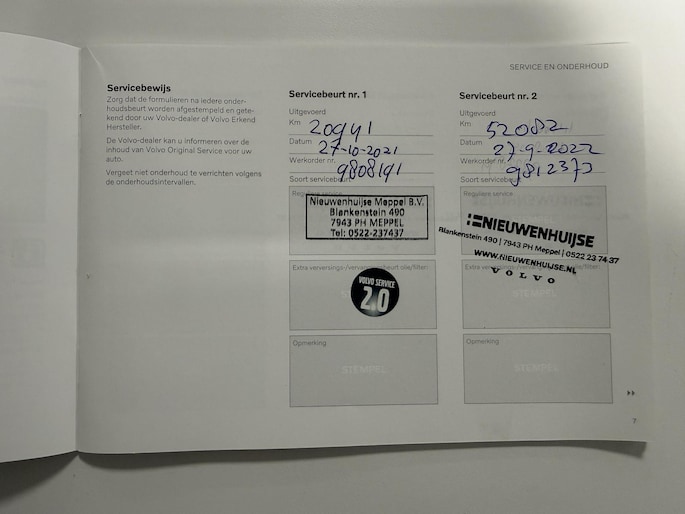 SERVICE EN ONDERHOUD
Servicebewijs
Zorg dat de formulieren na iedere onder-
houdsbeurt worden afgestempeld en gete-
kend door uw Volvo-dealer of Volvo Erkend
Hersteller.
De Volvo-dealer kan u informeren over de
inhoud van Volvo Original Service voor uw
auto.
Vergeet niet onderhoud te verrichten volgens
de onderhoudsintervallen.
Servicebeurt nr. 1
Uitgevoerd
Km 20941
Datum 27-10-2021
Werkorder nr. 9808191
Soort servicebeurt
Reguliere service
Nieuwenhuijse Meppel B.V.
Blankenstein 490
7943 PH MEPPEL
Tel: 0522-237437
Extra verversings-/vervangingsbeurt olie/filter:
VOLVO SERVICE
2.0
Opmerking
STEMPEL
Servicebeurt nr. 2
Uitgevoerd
Km 52082
Datum 27-9-2022
Werkorder nr. 9812373
Soort servicebeurt
Reguliere service
NIEUWENHUIJSE
Blankenstein 490 | 7943 PH Meppel | 0522 23 74 37
WWW.NIEUWENHUIJSE.NL
VOLVO
STEMPEL
Opmerking
STEMPEL
7